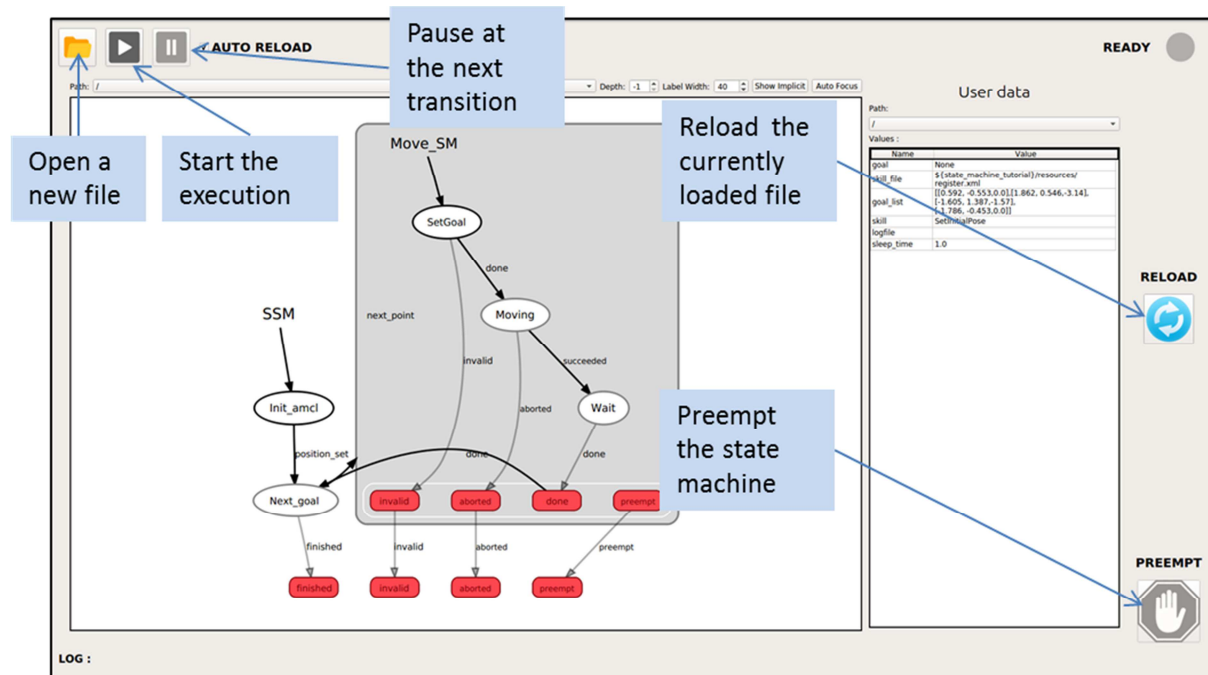 Pause at
the next
transition
AUTO RELOAD
READY
Path: /
Depth: -1
Label Width: 40
Show Implicit
Auto Focus
Open a
new file
Start the
execution
Reload the
currently
loaded file
User data
Path:
/
Values :
Name Value
goal None
skill_file ${state_machine_tutorial}/resources/
register.xml
goal_list [[0.592, -0.553,0.0],[1.862, 0.546,-3.14],
[-1.605, 1.387,-1.57],
[-1.786, -0.453,0.0]]
skill SetInitialPose
logfile
sleep_time 1.0
RELOAD
Move_SM
SetGoal
done
next_point
Moving
invalid
succeeded
aborted
Wait
done
SSM
Init_amcl
position_set
done
Next_goal
invalid
aborted
done
preempt
finished
invalid
aborted
preempt
finished
invalid
aborted
preempt
Preempt
the state
machine
PREEMPT
LOG :